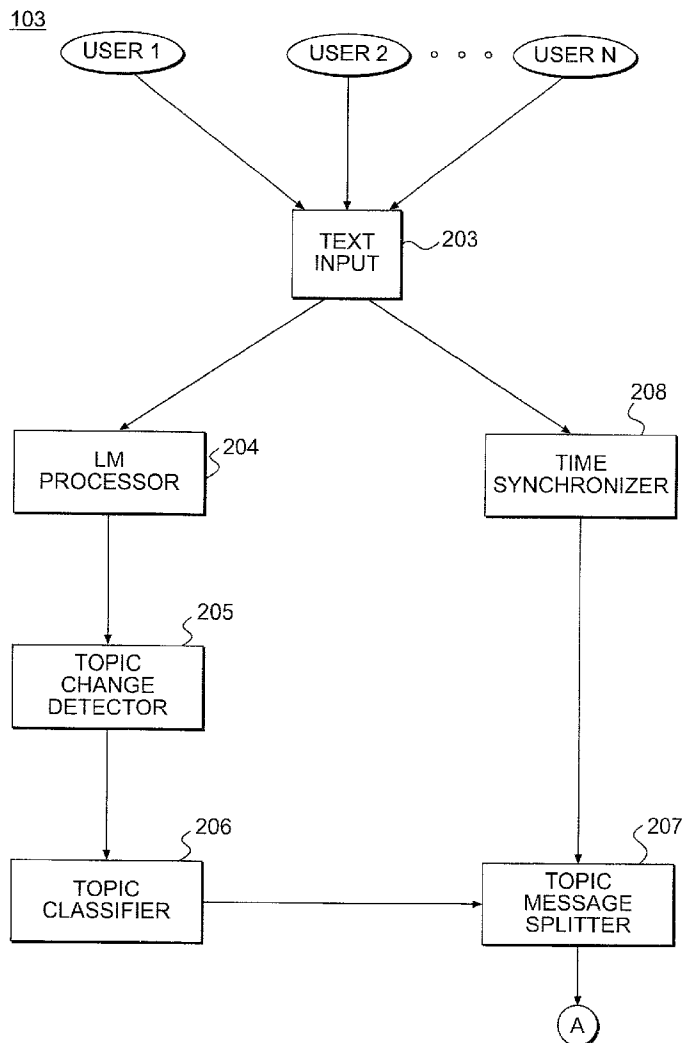 103
USER 1
USER 2
USER N
TEXT
INPUT
203
LM
PROCESSOR
204
208
TIME
SYNCHRONIZER
205
TOPIC
CHANGE
DETECTOR
206
TOPIC
CLASSIFIER
207
TOPIC
MESSAGE
SPLITTER
A